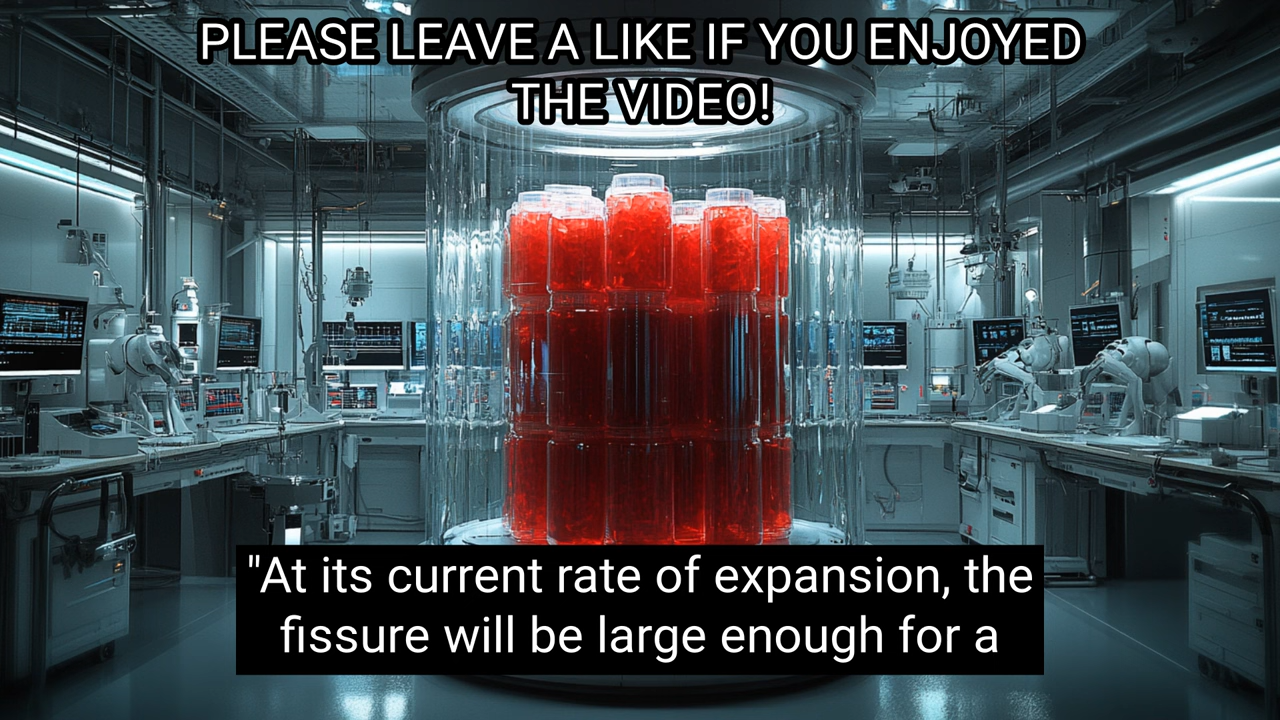 PLEASE LEAVE A LIKE IF YOU ENJOYED
THE VIDEO!
"At its current rate of expansion, the
fissure will be large enough for a